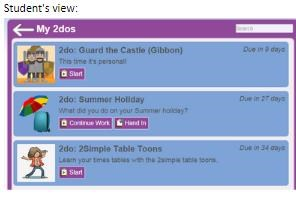 Student's view:
My 2dos
Search
2do: Guard the Castle (Gibbon)
Due in 9 days
This time it's personal!
Start
2do: Summer Holiday
Due in 27 days
What did you do on your Summer holiday?
Continue Work
Hand In
2do: 2Simple Table Toons
Due in 34 days
Learn your times tables with the 2simple table toons.
Start